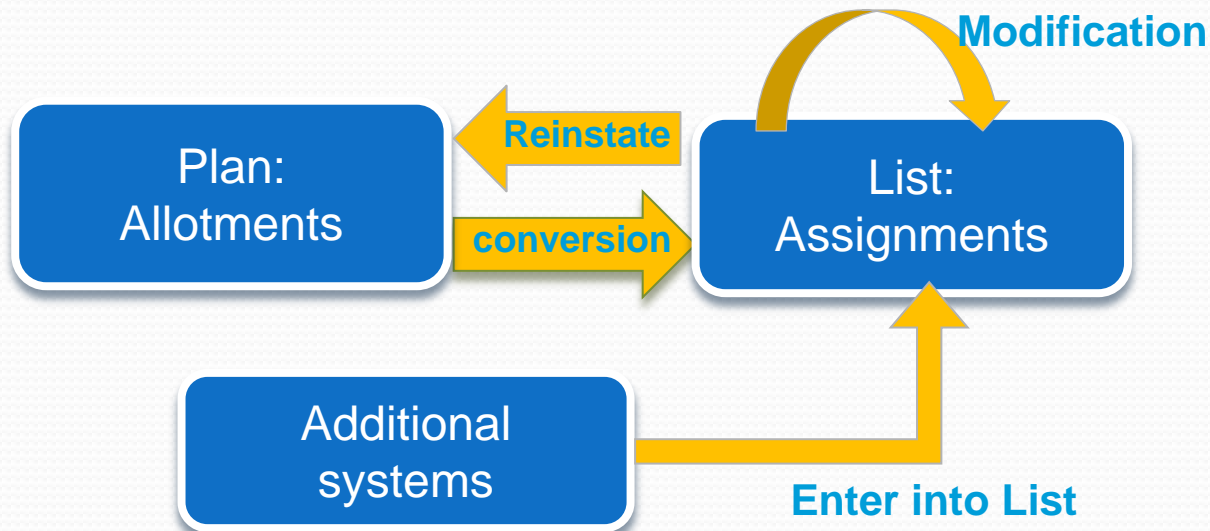 Modification
Plan:
Allotments
Reinstate
conversion
List:
Assignments
Additional
systems
Enter into List